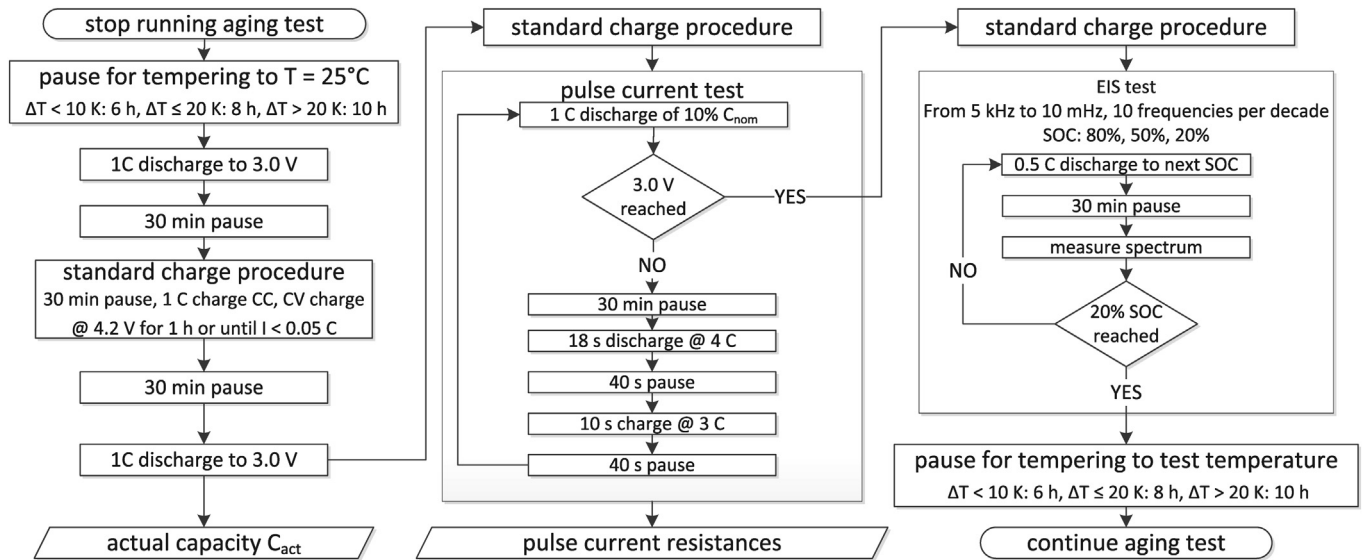 stop running aging test
pause for tempering to T = 25°C
ΔT < 10 K: 6 h, ΔT ≤ 20 K: 8 h, ΔT > 20 K: 10 h
1C discharge to 3.0 V
30 min pause
standard charge procedure
30 min pause, 1 C charge CC, CV charge
@ 4.2 V for 1 h or until I < 0.05 C
30 min pause
1C discharge to 3.0 V
actual capacity Cact
standard charge procedure
pulse current test
1 C discharge of 10% Cnom
3.0 V
reached
YES
NO
30 min pause
18 s discharge @ 4 C
40 s pause
10 s charge @ 3 C
40 s pause
pulse current resistances
standard charge procedure
EIS test
From 5 kHz to 10 mHz, 10 frequencies per decade
SOC: 80%, 50%, 20%
0.5 C discharge to next SOC
30 min pause
measure spectrum
NO
20% SOC
reached
YES
pause for tempering to test temperature
ΔT < 10 K: 6 h, ΔT ≤ 20 K: 8 h, ΔT > 20 K: 10 h
continue aging test